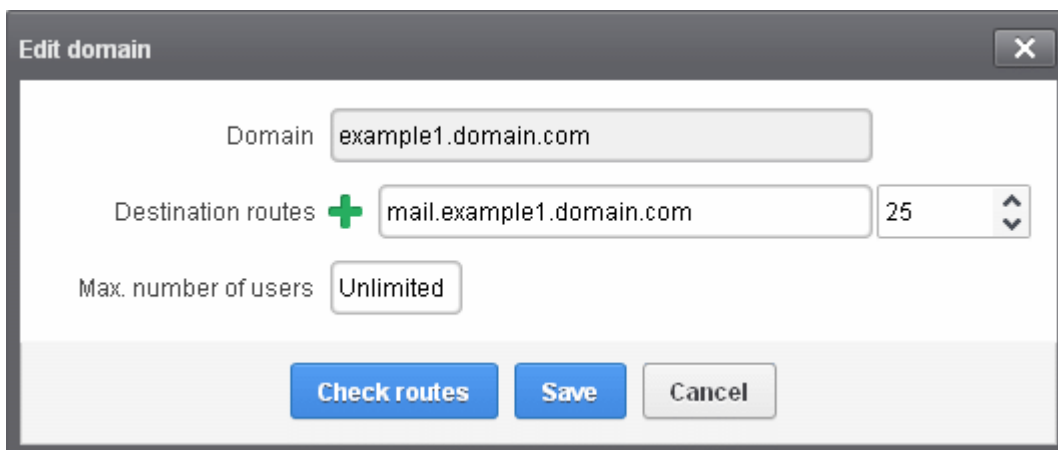 Edit domain
Domain example1.domain.com
Destination routes mail.example1.domain.com 25
Max. number of users Unlimited
Check routes Save Cancel